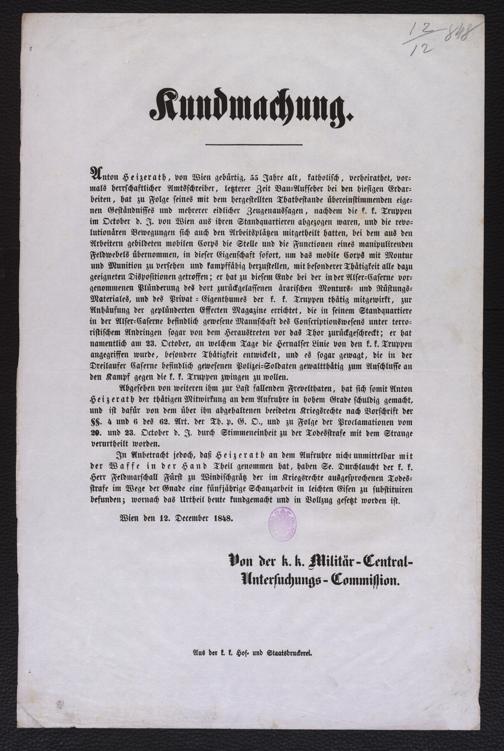 12/12 848
Kundmachung.
Anton Heizerath, von Wien gebürtig, 55 Jahre alt, katholisch, verheirathet, vor-
mals herrschaftlicher Amtsschreiber, letzterer Zeit Bau-Aufseher bei den hiesigen Erdar-
beiten, hat zu Folge seines mit dem hergestellten Thatbestande übereinstimmenden eige-
nen Geständnisses und mehrerer eidlicher Zeugenaussagen, nachdem die k. k. Truppen
im October d. J. von Wien aus ihren Standquartieren abgezogen waren, und die revo-
lutionären Bewegungen sich auch den Arbeitsplätzen mitgetheilt hatten, bei dem aus den
Arbeitern gebildeten mobilen Corps die Stelle und die Functionen eines manipulirenden
Feldwebels übernommen, in dieser Eigenschaft sofort, um das mobile Corps mit Montur
und Munition zu versehen und kampffähig herzustellen, mit besonderer Thätigkeit alle dazu
geeigneten Dispositionen getroffen; er hat zu diesem Ende bei der in der Alser-Caserne vor-
genommenen Plünderung des dort zurückgelassenen ärarischen Monturs- und Rüstungs-
Materiales, und des Privat-Eigenthumes der k. k. Truppen thätig mitgewirkt, zur
Anhäufung der geplünderten Effecten Magazine errichtet, die in seinem Standquartiere
in der Alser-Caserne befindlich gewesene Mannschaft des Conscriptionswesens unter terro-
ristischem Andringen sogar von dem Heraustreten vor das Thor zurückgeschreckt; er hat
namentlich am 23. October, an welchem Tage die Hernalser Linie von den k. k. Truppen
angegriffen wurde, besondere Thätigkeit entwickelt, und es sogar gewagt, die in der
Dreilaufer Caserne befindlich gewesenen Polizei-Soldaten gewaltthätig zum Anschlusse an
den Kampf gegen die k. k. Truppen zwingen zu wollen.
Abgesehen von weiteren ihm zur Last fallenden Frevelthaten, hat sich somit Anton
Heizerath der thätigen Mitwirkung an dem Aufruhre in hohem Grade schuldig gemacht,
und ist dafür von dem über ihn abgehaltenen beeideten Kriegsrechte nach Vorschrift der
§§. 4 und 6 des 62. Art. der Th. p. G. O., und zu Folge der Proclamationen vom
20. und 23. October d. J. durch Stimmeneinheit zu der Todesstrafe mit dem Strange
verurtheilt worden.
In Anbetracht jedoch, daß Heizerath an dem Aufruhre nicht unmittelbar mit
der Waffe in der Hand Theil genommen hat, haben Se. Durchlaucht der k. k.
Herr Feldmarschall Fürst zu Windischgrätz der im Kriegsrechte ausgesprochenen Todes-
strafe im Wege der Gnade eine fünfjährige Schanzarbeit in leichten Eisen zu substituiren
befunden; wornach das Urtheil heute kundgemacht und in Vollzug gesetzt worden ist.
Wien den 12. December 1848.
Von der k. k. Militär-Central-
Untersuchungs-Commission.
Aus der k. k. Hof- und Staatsdruckerei.